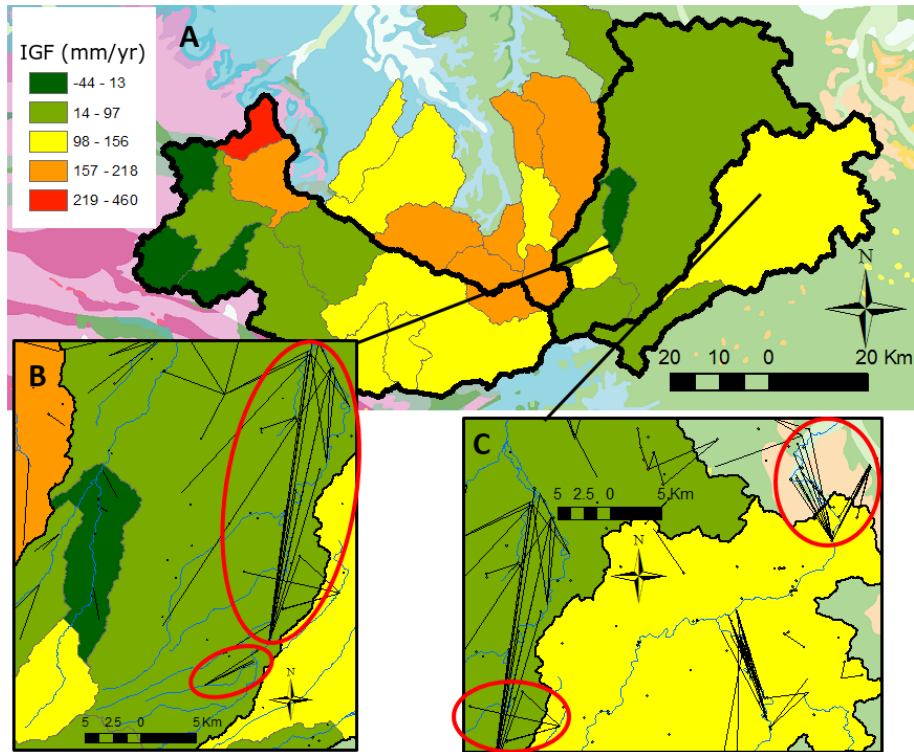 A
IGF (mm/yr)
-44 - 13
14 - 97
98 - 156
157 - 218
219 - 460
N
20 10 0 20 Km
B
N
5 2.5 0 5 Km
C
5 2.5 0 5 Km
N